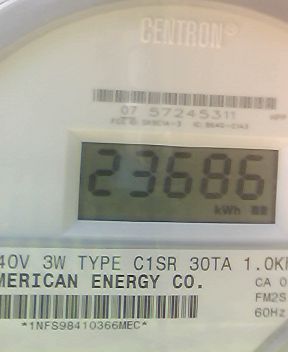 CENTRON®
07 57245311
23686
kWh
40V 3W TYPE C1SR 30TA 1.0K
MERICAN ENERGY CO.
CA 0
FM2S
60Hz
*1NFS98410366MEC*